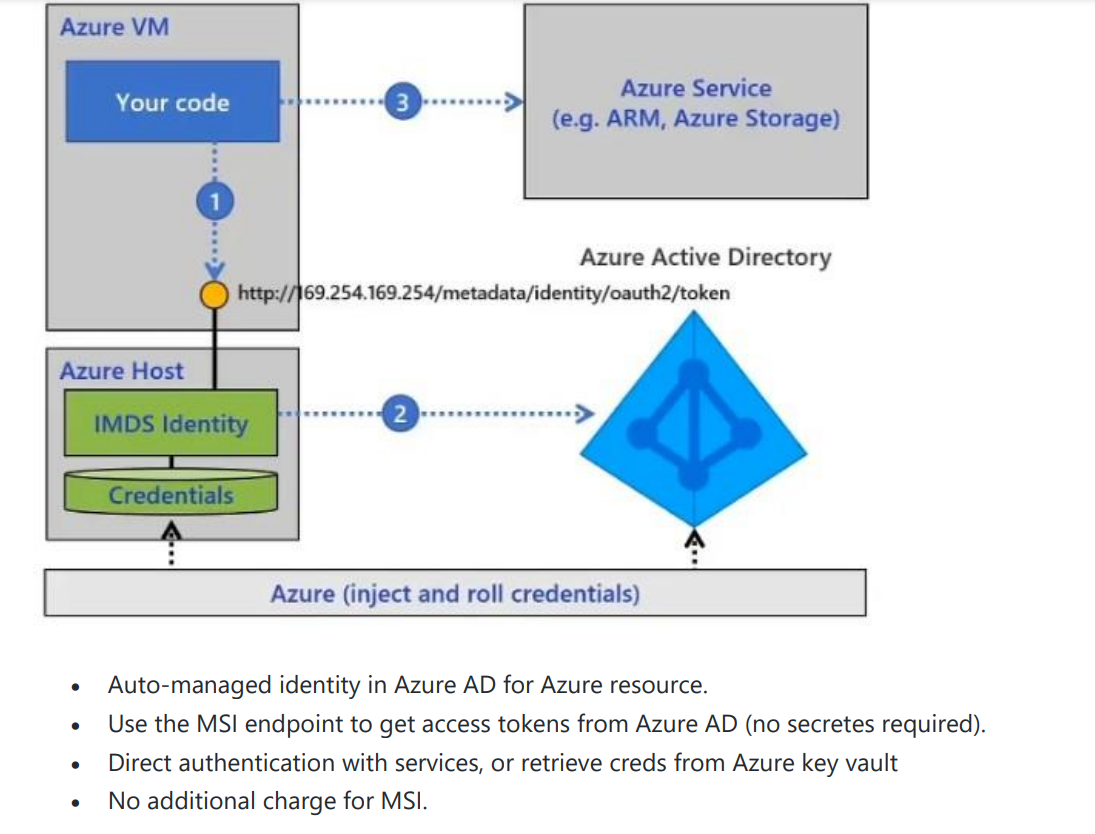 Azure VM
Your code
3
Azure Service
(e.g. ARM, Azure Storage)
1
Azure Active Directory
http://169.254.169.254/metadata/identity/oauth2/token
Azure Host
IMDS Identity
2
Credentials
Azure (inject and roll credentials)
• Auto-managed identity in Azure AD for Azure resource.
• Use the MSI endpoint to get access tokens from Azure AD (no secretes required).
• Direct authentication with services, or retrieve creds from Azure key vault
• No additional charge for MSI.